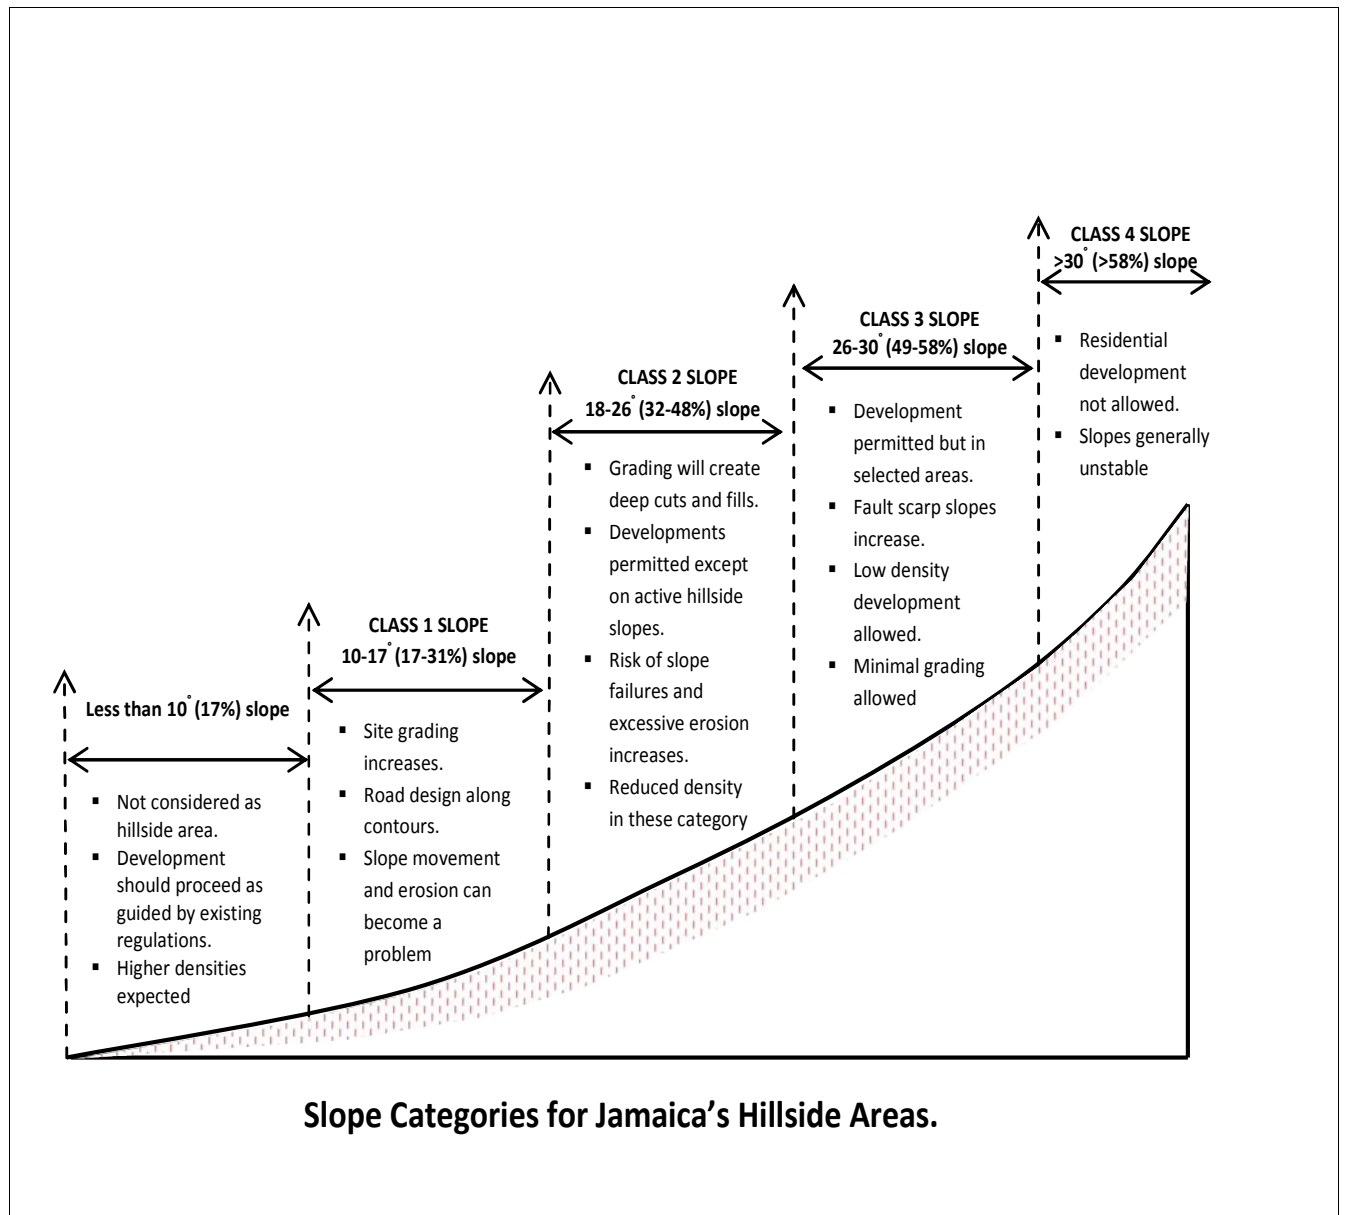 Less than 10° (17%) slope
▪ Not considered as
hillside area.
▪ Development
should proceed as
guided by existing
regulations.
▪ Higher densities
expected
CLASS 1 SLOPE
10-17° (17-31%) slope
▪ Site grading
increases.
▪ Road design along
contours.
▪ Slope movement
and erosion can
become a
problem
CLASS 2 SLOPE
18-26° (32-48%) slope
▪ Grading will create
deep cuts and fills.
▪ Developments
permitted except
on active hillside
slopes.
▪ Risk of slope
failures and
excessive erosion
increases.
▪ Reduced density
in these category
CLASS 3 SLOPE
26-30° (49-58%) slope
▪ Development
permitted but in
selected areas.
▪ Fault scarp slopes
increase.
▪ Low density
development
allowed.
▪ Minimal grading
allowed
CLASS 4 SLOPE
>30° (>58%) slope
▪ Residential
development
not allowed.
▪ Slopes generally
unstable
Slope Categories for Jamaica’s Hillside Areas.